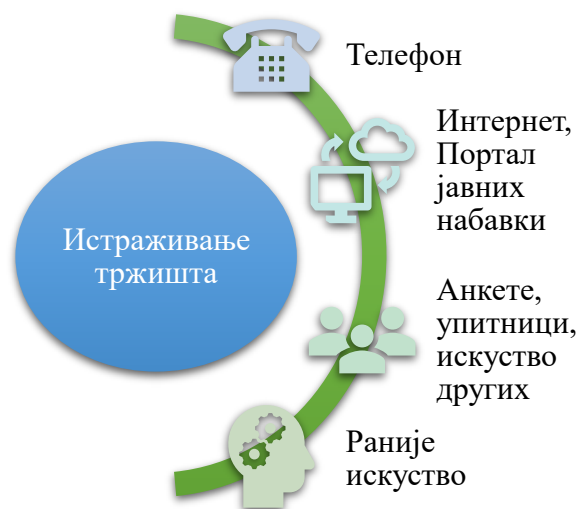 Телефон
Интернет,
Портал
јавних
набавки
Истраживање
тржишта
Анкете,
упитници,
искуство
других
Раније
искуство